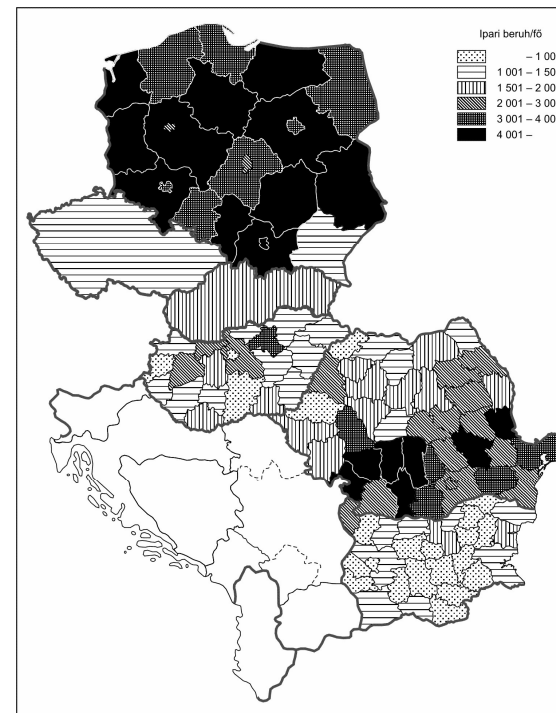 Ipari beruh/fő
– 1 00
1 001 – 1 50
1 501 – 2 00
2 001 – 3 00
3 001 – 4 00
4 001 –